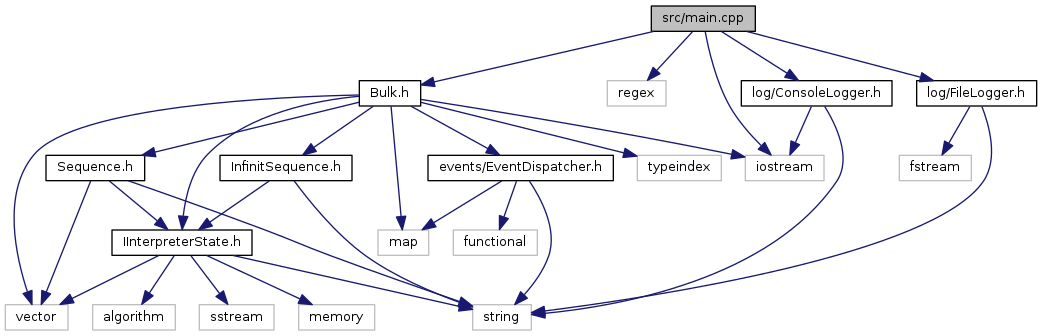 src/main.cpp
Bulk.h
regex
log/ConsoleLogger.h
log/FileLogger.h
Sequence.h
InfinitSequence.h
events/EventDispatcher.h
typeindex
iostream
fstream
IInterpreterState.h
map
functional
vector
algorithm
sstream
memory
string